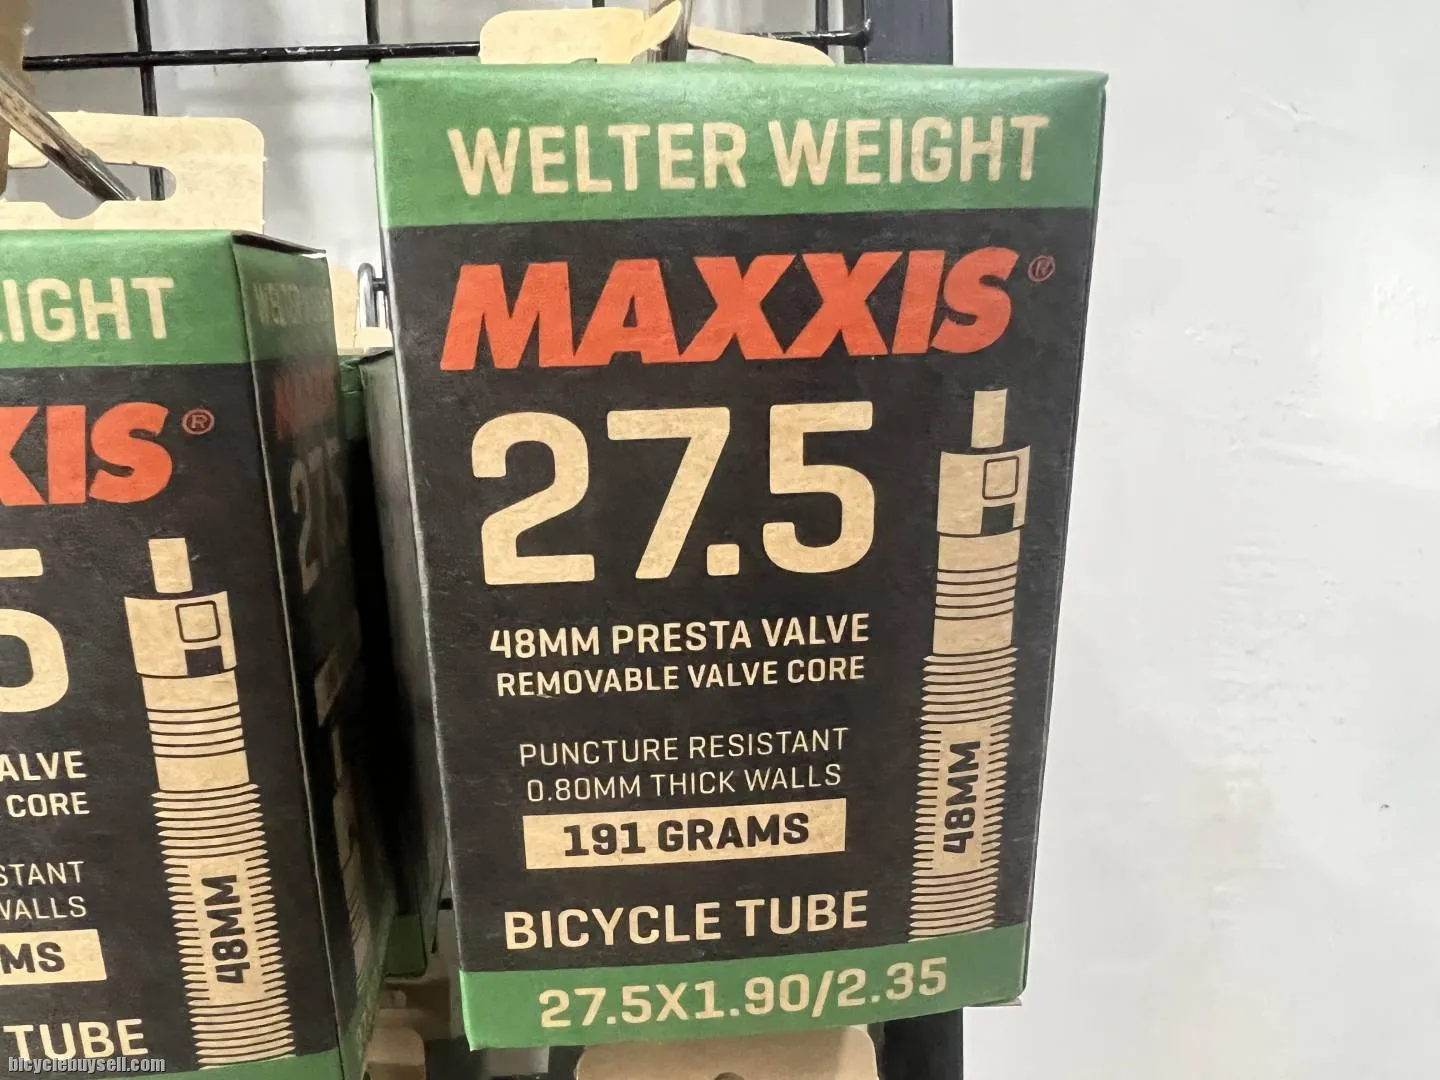 WELTER WEIGHT
MAXXIS®
27.5
48MM PRESTA VALVE
REMOVABLE VALVE CORE
PUNCTURE RESISTANT
0.80MM THICK WALLS
191 GRAMS
48MM
BICYCLE TUBE
27.5X1.90/2.35
IGHT
XIS®
5
ALVE
CORE
STANT
WALLS
MS
48MM
TUBE
bicyclebuysell.com